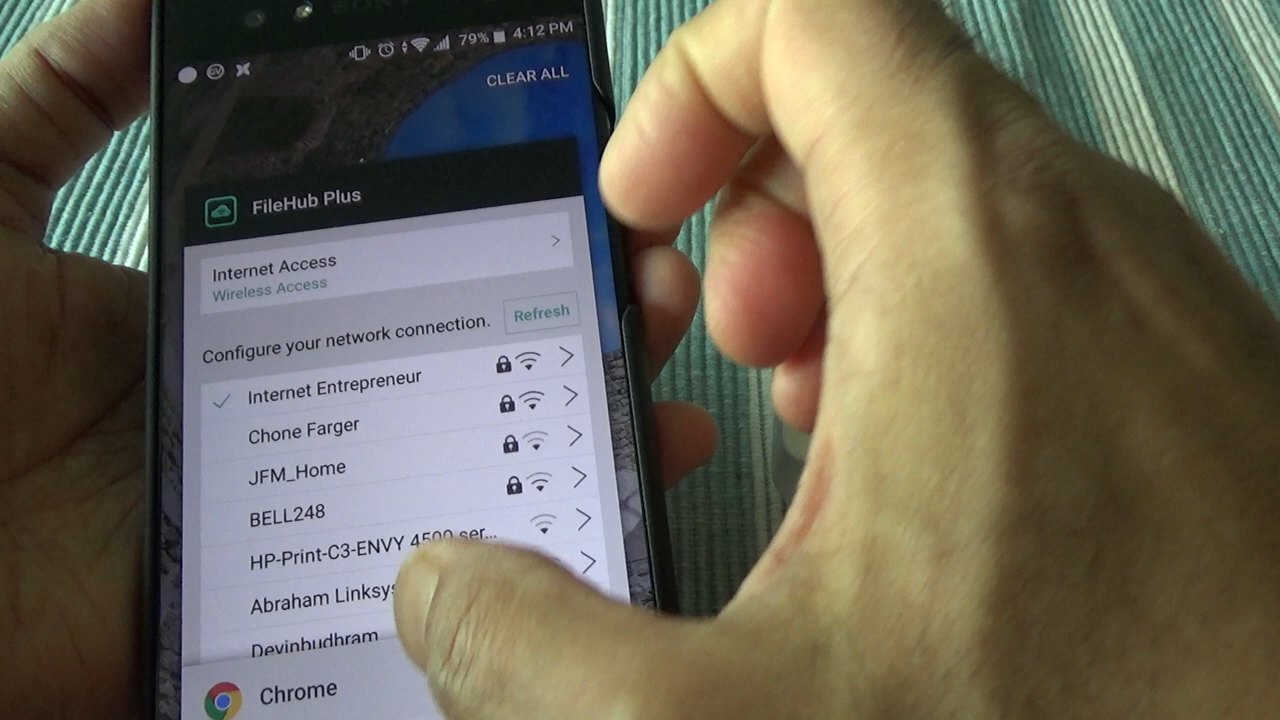 SONY
79% 4:12 PM
CLEAR ALL
FileHub Plus
Internet Access
Wireless Access
Configure your network connection.
Refresh
Internet Entrepreneur
Chone Farger
JFM_Home
BELL248
HP-Print-C3-ENVY 4500 ser...
Abraham Linksys
Devinbudhram
Chrome